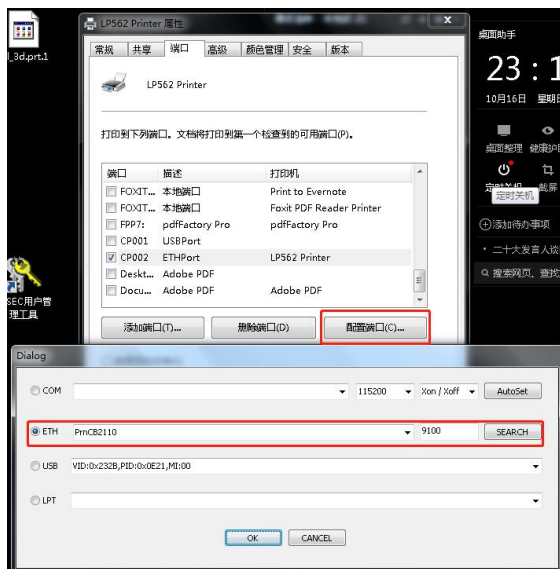 l_3d.prt.1
SEC用户管
理工具
LP562 Printer 属性
常规 共享 端口 高级 颜色管理 安全 版本
LP562 Printer
打印到下列端口。文档将打印到第一个检查到的可用端口(P)。
端口 描述 打印机
FOXIT... 本地端口 Print to Evernote
FOXIT... 本地端口 Foxit PDF Reader Printer
FPP7: pdfFactory Pro pdfFactory Pro
CP001 USBPort
CP002 ETHPort LP562 Printer
Deskt... Adobe PDF
Docu... Adobe PDF Adobe PDF
添加端口(T)... 删除端口(D) 配置端口(C)...
桌面助手
23 : 1
10月16日 星期日
桌面整理 健康护眼
定时关机 截屏
定时关机
添加待办事项
二十大发言人谈
搜索网页、查找
Dialog
COM 115200 Xon / Xoff AutoSet
ETH PrnCB2110 9100 SEARCH
USB VID:0x232B,PID:0x0E21,MI:00
LPT
OK CANCEL